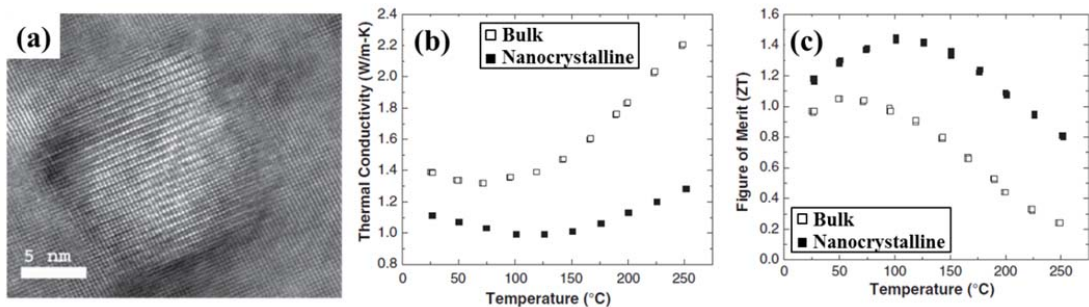 (a)
5 nm
(b)
Bulk
Nanocrystalline
Thermal Conductivity (W/m-K)
2.2
2.0
1.8
1.6
1.4
1.2
1.0
0.8
0 50 100 150 200 250
Temperature (°C)
(c)
Bulk
Nanocrystalline
Figure of Merit (ZT)
1.6
1.4
1.2
1.0
0.8
0.6
0.4
0.2
0.0
0 50 100 150 200 250
Temperature (°C)